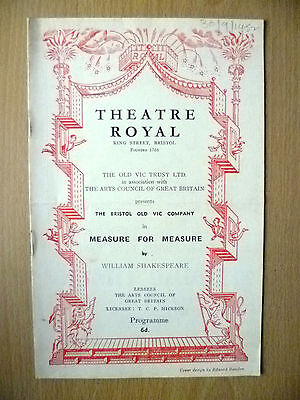 ROYAL
THEATRE
ROYAL
KING STREET, BRISTOL
Founded 1766
THE OLD VIC TRUST LTD.
in association with
THE ARTS COUNCIL OF GREAT BRITAIN
presents
THE BRISTOL OLD VIC COMPANY
in
MEASURE FOR MEASURE
by
WILLIAM SHAKESPEARE
LESSEES
THE ARTS COUNCIL OF
GREAT BRITAIN
LICENSEE : T. C. P. HICKSON
Programme
6d.
Cover design by Edward Bawden